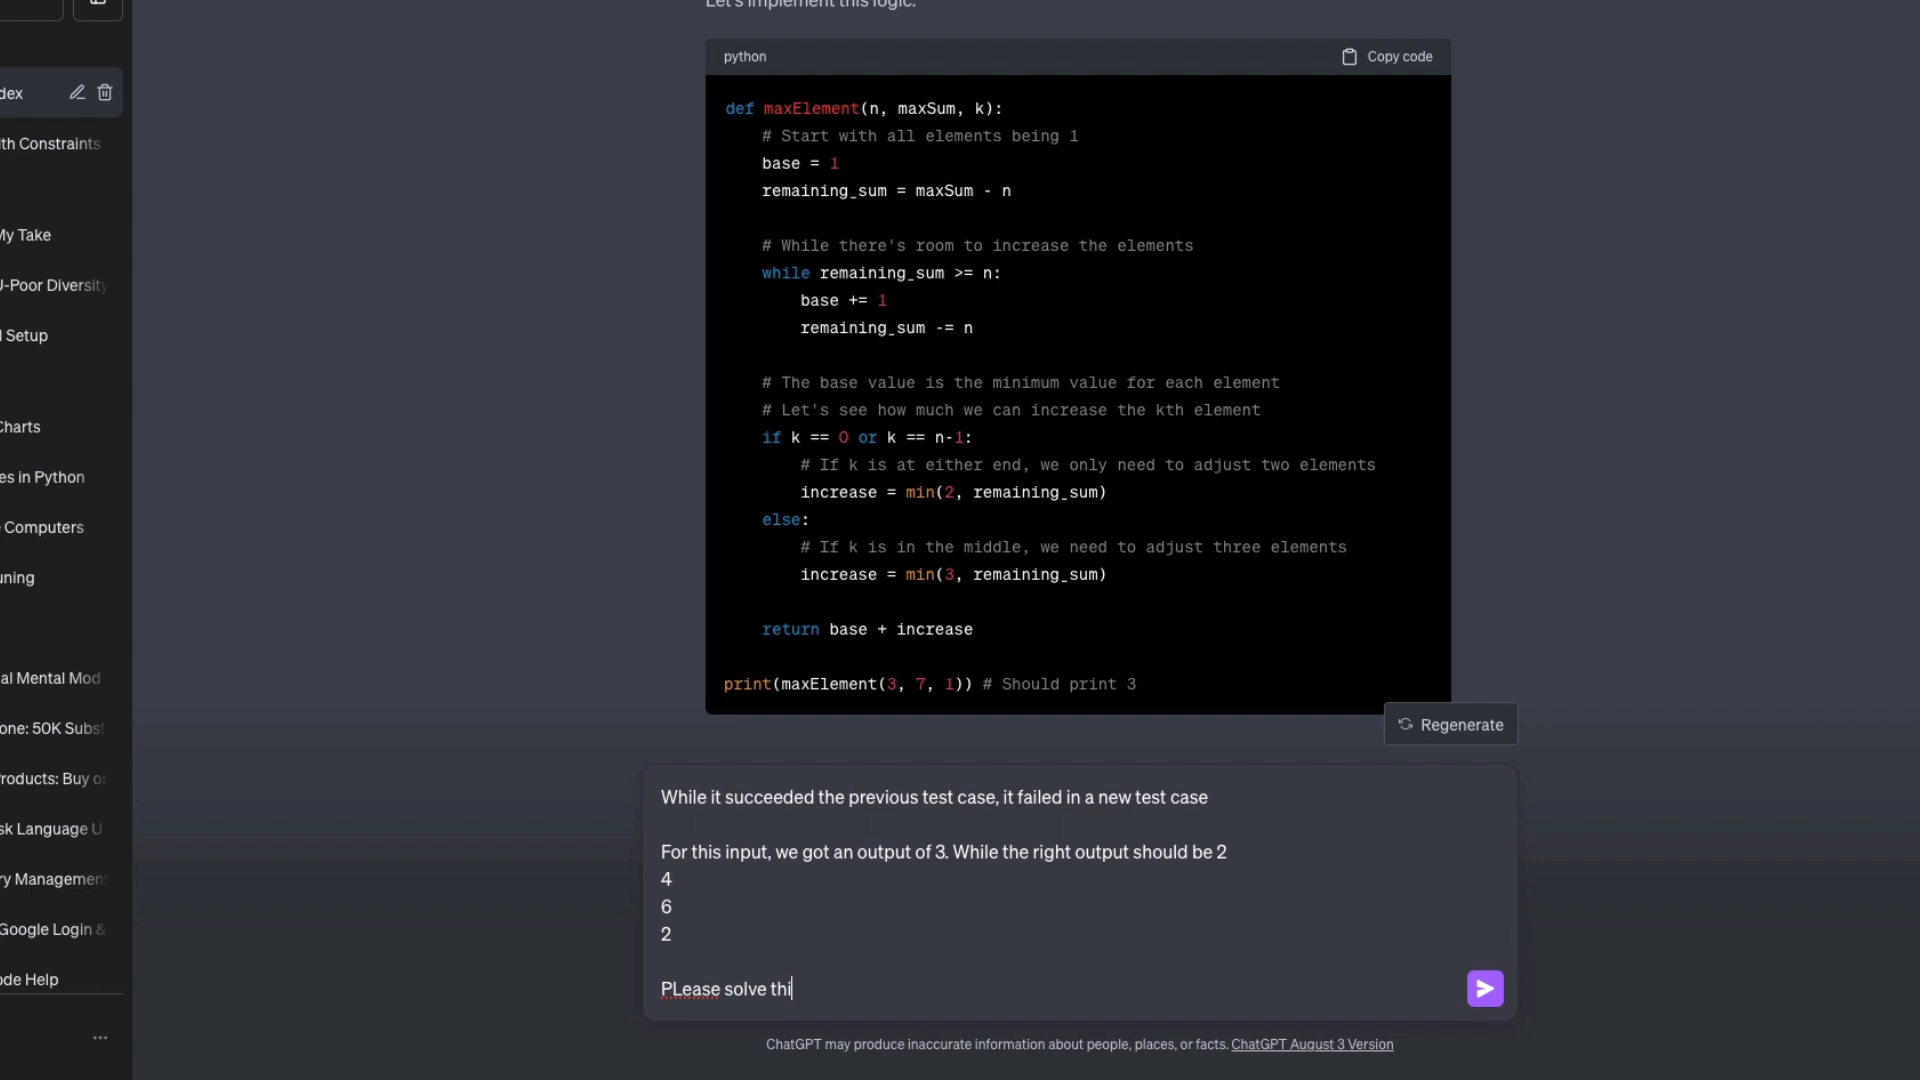 Let's implement this logic.
python
Copy code
def maxElement(n, maxSum, k):
# Start with all elements being 1
base = 1
remaining_sum = maxSum - n
# While there's room to increase the elements
while remaining_sum >= n:
base += 1
remaining_sum -= n
# The base value is the minimum value for each element
# Let's see how much we can increase the kth element
if k == 0 or k == n-1:
# If k is at either end, we only need to adjust two elements
increase = min(2, remaining_sum)
else:
# If k is in the middle, we need to adjust three elements
increase = min(3, remaining_sum)
return base + increase
print(maxElement(3, 7, 1)) # Should print 3
Regenerate
While it succeeded the previous test case, it failed in a new test case
For this input, we got an output of 3. While the right output should be 2
4
6
2
PLease solve thi
ChatGPT may produce inaccurate information about people, places, or facts. ChatGPT August 3 Version
dex
ith Constraints
My Take
U-Poor Diversity
l Setup
Charts
es in Python
Computers
uning
al Mental Mod
one: 50K Subs!
roducts: Buy or
sk Language U
ry Management
Google Login &
ode Help
...